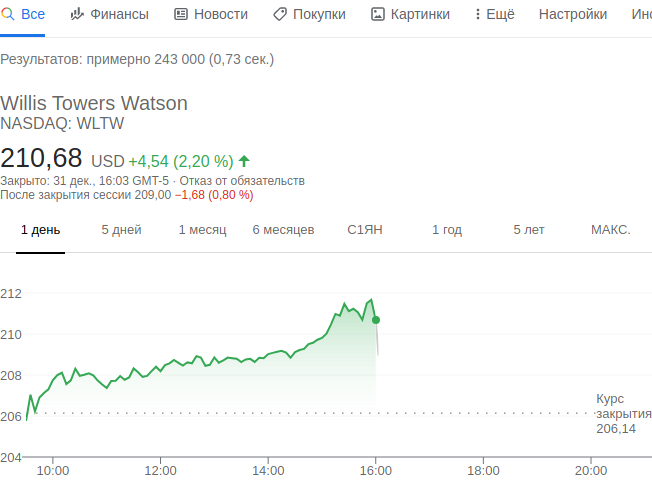 Все Финансы Новости Покупки Картинки Ещё Настройки
Результатов: примерно 243 000 (0,73 сек.)
Willis Towers Watson
NASDAQ: WLTW
210,68 USD +4,54 (2,20 %)
Закрыто: 31 дек., 16:03 GMT-5 · Отказ от обязательств
После закрытия сессии 209,00 −1,68 (0,80 %)
1 день 5 дней 1 месяц 6 месяцев С1ЯН 1 год 5 лет МАКС.
212
210
208
206
204
Курс
закрытия
206,14
10:00 12:00 14:00 16:00 18:00 20:00